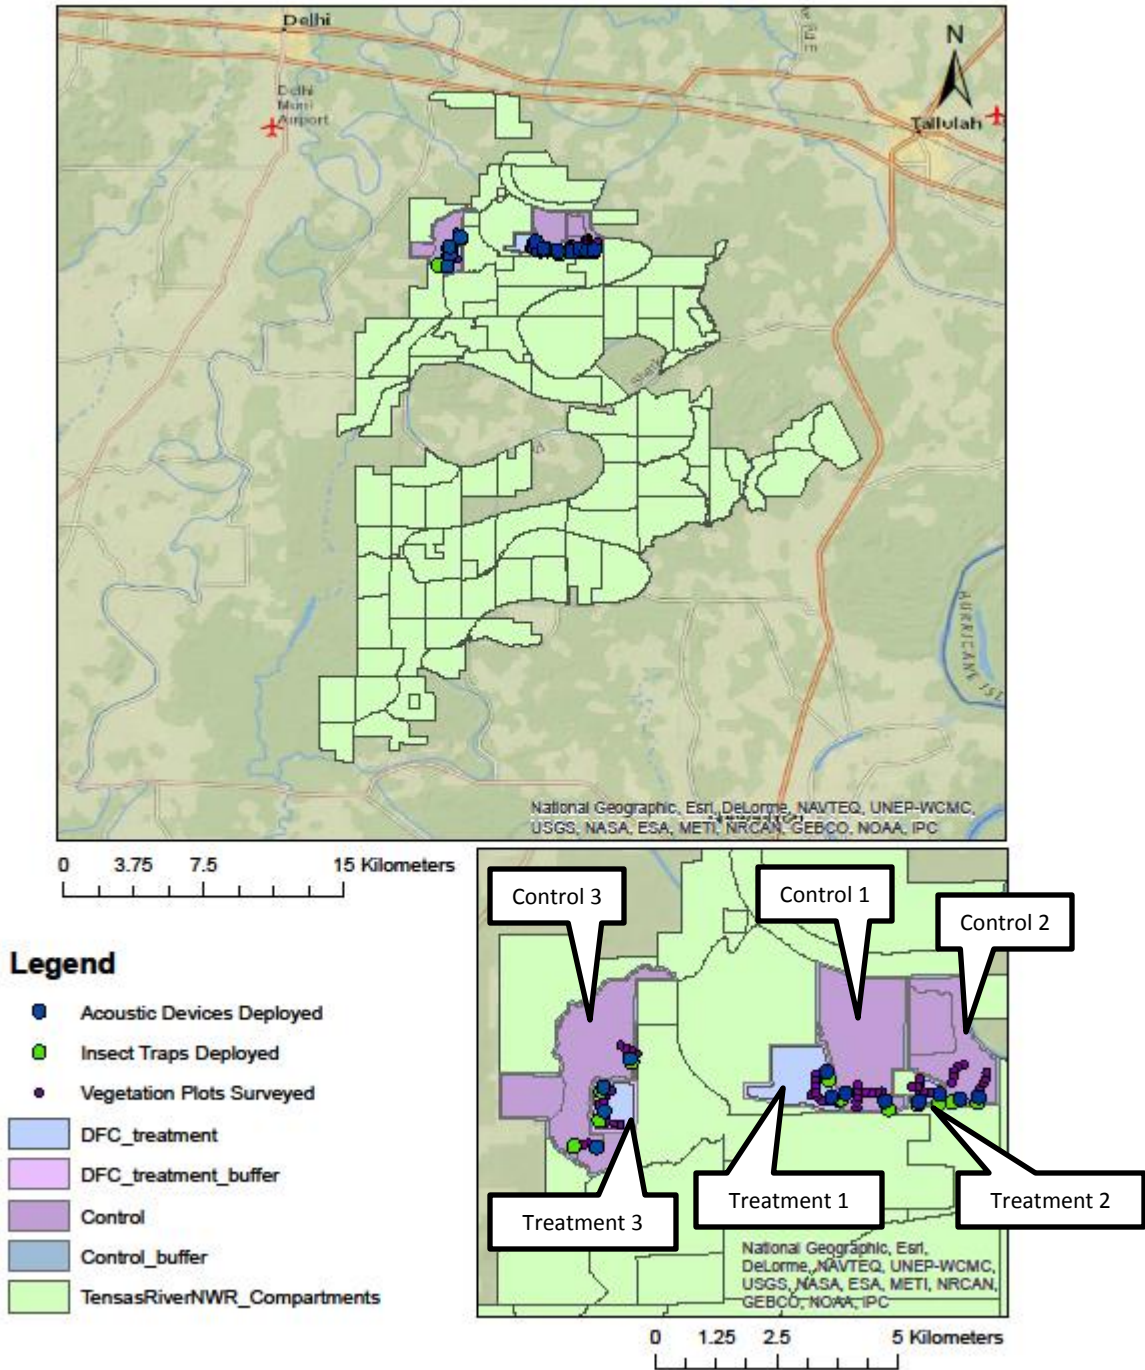 Delhi
N
Delhi
Muni
Airport
Tallulah
National Geographic, Esri, DeLorme, NAVTEQ, UNEP-WCMC,
USGS, NASA, ESA, METI, NRCAN, GEBCO, NOAA, IPC
HURRICANE ISL
0 3.75 7.5 15 Kilometers
Control 3
Control 1
Control 2
Legend
Acoustic Devices Deployed
Insect Traps Deployed
Vegetation Plots Surveyed
DFC_treatment
DFC_treatment_buffer
Control
Control_buffer
TensasRiverNWR_Compartments
Treatment 3
Treatment 1
Treatment 2
National Geographic, Esri,
DeLorme, NAVTEQ, UNEP-WCMC,
USGS, NASA, ESA, METI, NRCAN,
GEBCO, NOAA, IPC
0 1.25 2.5 5 Kilometers